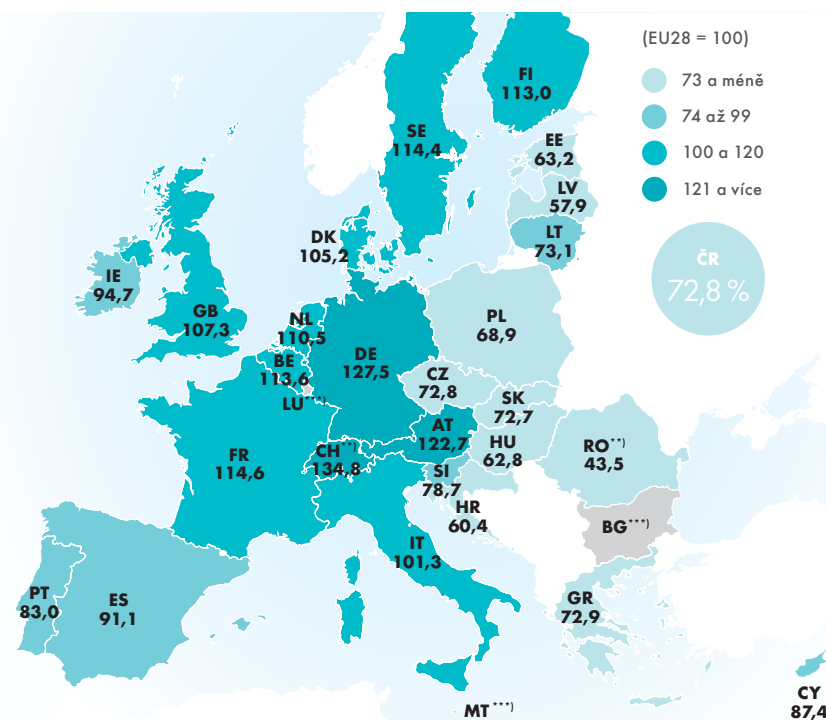 (EU28 = 100)
73 a méně
74 až 99
100 a 120
121 a více
ČR
72,8 %
FI
113,0
SE
114,4
EE
63,2
LV
57,9
LT
73,1
DK
105,2
IE
94,7
GB
107,3
NL
110,5
BE
113,6
LU***)
DE
127,5
PL
68,9
CZ
72,8
SK
72,7
AT
122,7
HU
62,8
RO**)
43,5
FR
114,6
CH**)
134,8
SI
78,7
HR
60,4
BG***)
IT
101,3
PT
83,0
ES
91,1
GR
72,9
MT***)
CY
87,4